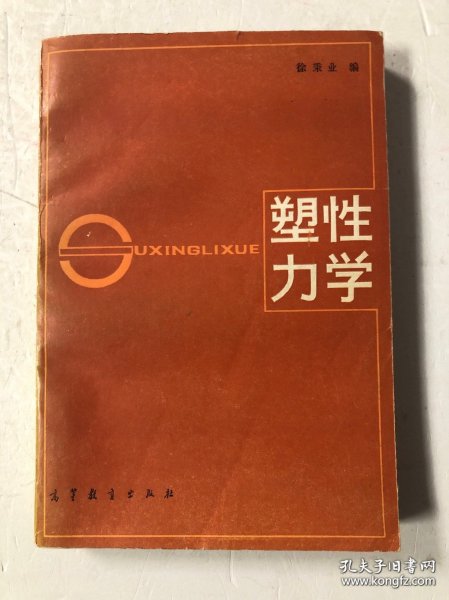 徐秉业 编
塑性
力学
SUXINGLIXUE
高等教育出版社
孔夫子旧书网
www.kongfz.com